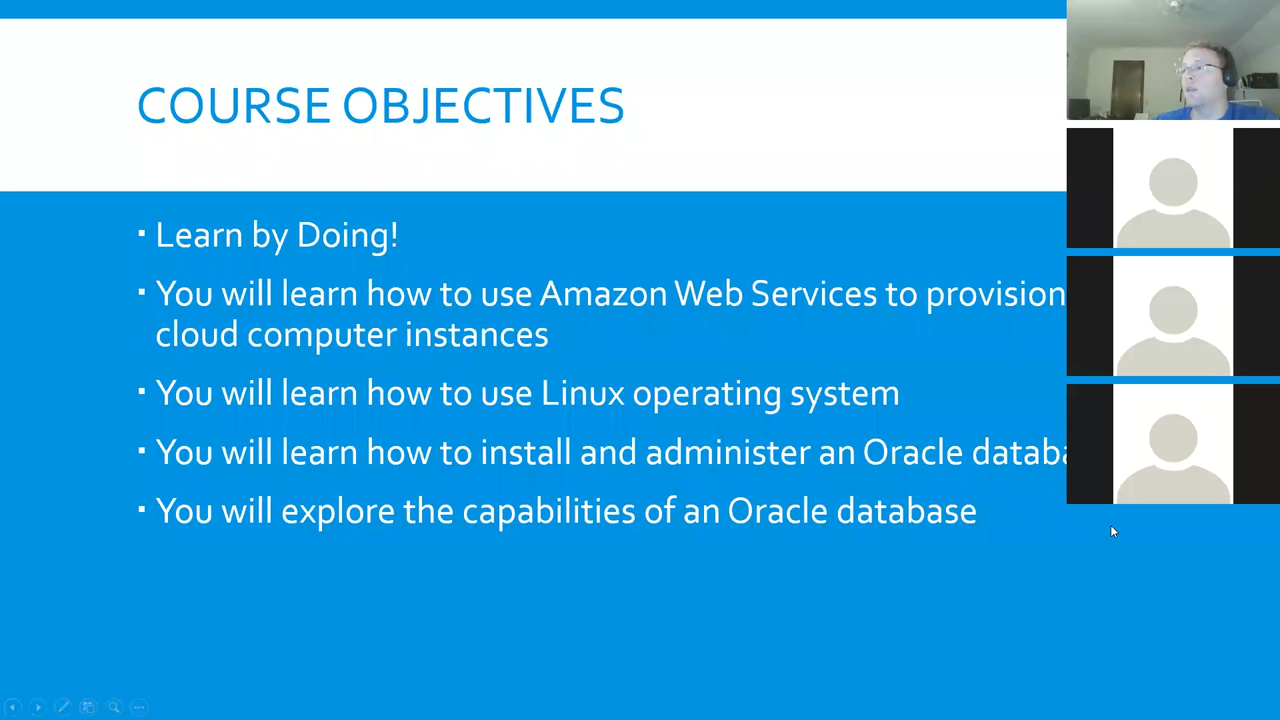 COURSE OBJECTIVES
▪ Learn by Doing!
▪ You will learn how to use Amazon Web Services to provision
cloud computer instances
▪ You will learn how to use Linux operating system
▪ You will learn how to install and administer an Oracle
▪ You will explore the capabilities of an Oracle database